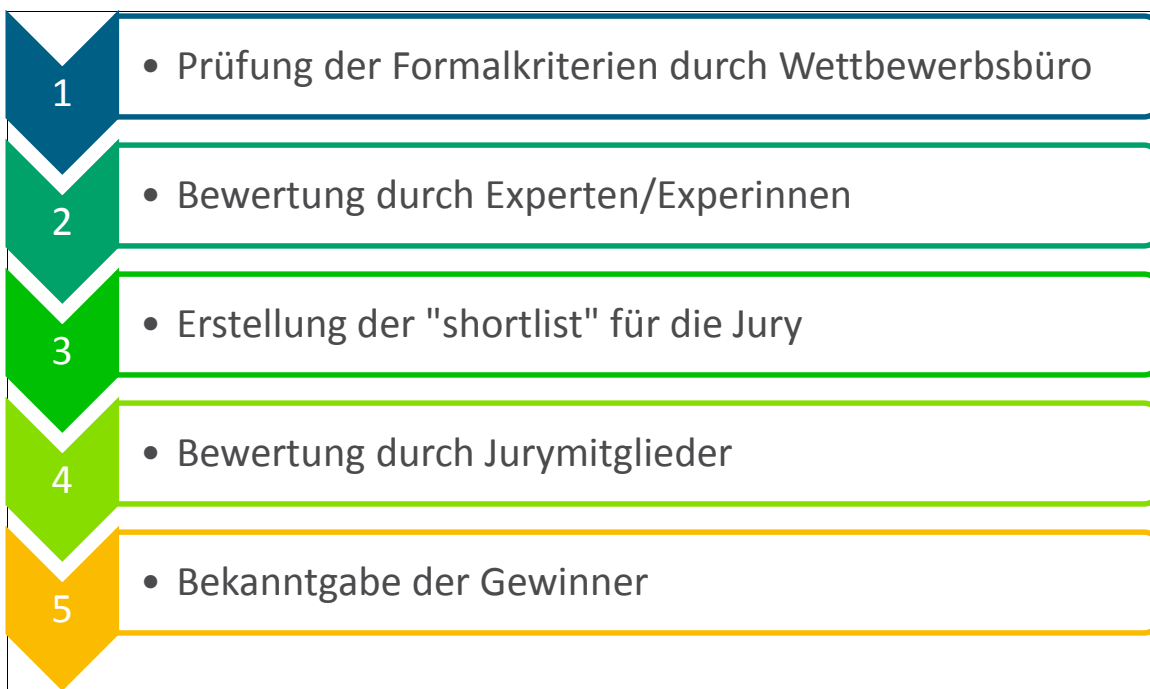 1
• Prüfung der Formalkriterien durch Wettbewerbsbüro
2
• Bewertung durch Experten/Experinnen
3
• Erstellung der "shortlist" für die Jury
4
• Bewertung durch Jurymitglieder
5
• Bekanntgabe der Gewinner